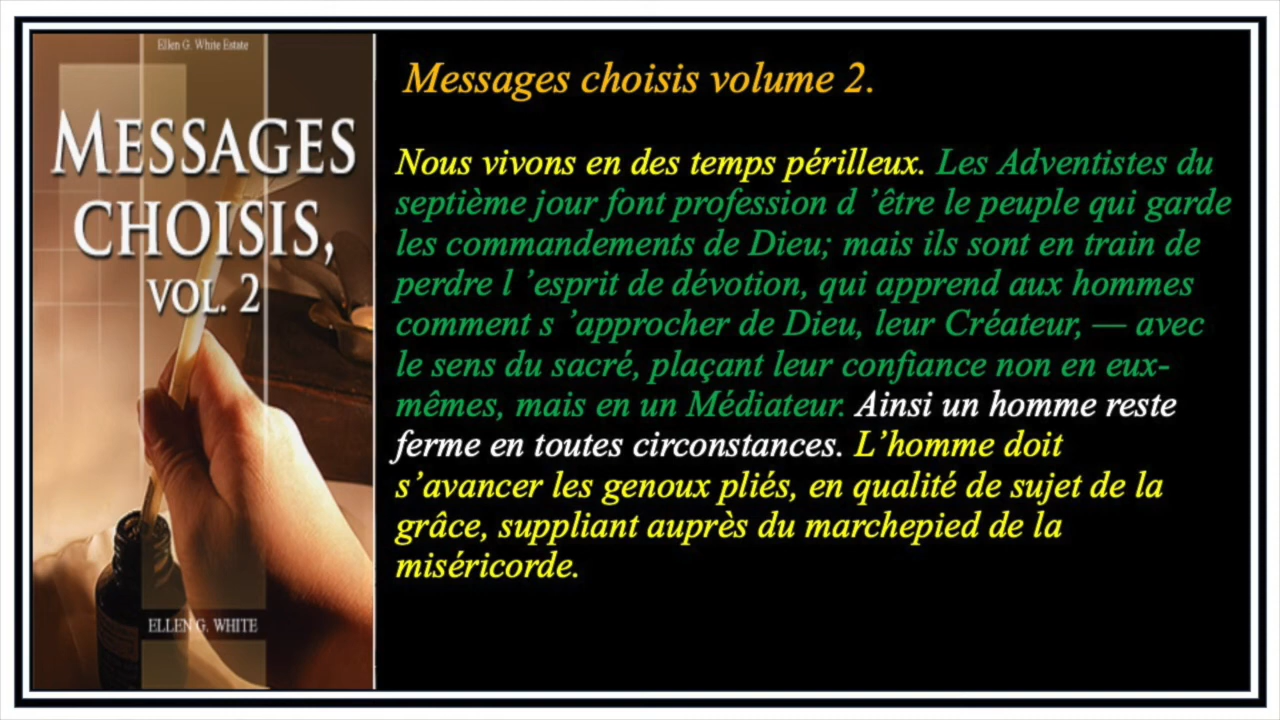 Ellen G. White Estate
MESSAGES
CHOISIS,
VOL. 2
ELLEN G. WHITE
Messages choisis volume 2.
Nous vivons en des temps périlleux. Les Adventistes du
septième jour font profession d ’être le peuple qui garde
les commandements de Dieu; mais ils sont en train de
perdre l ’esprit de dévotion, qui apprend aux hommes
comment s ’approcher de Dieu, leur Créateur, — avec
le sens du sacré, plaçant leur confiance non en eux-
mêmes, mais en un Médiateur. Ainsi un homme reste
ferme en toutes circonstances. L’homme doit
s’avancer les genoux pliés, en qualité de sujet de la
grâce, suppliant auprès du marchepied de la
miséricorde.